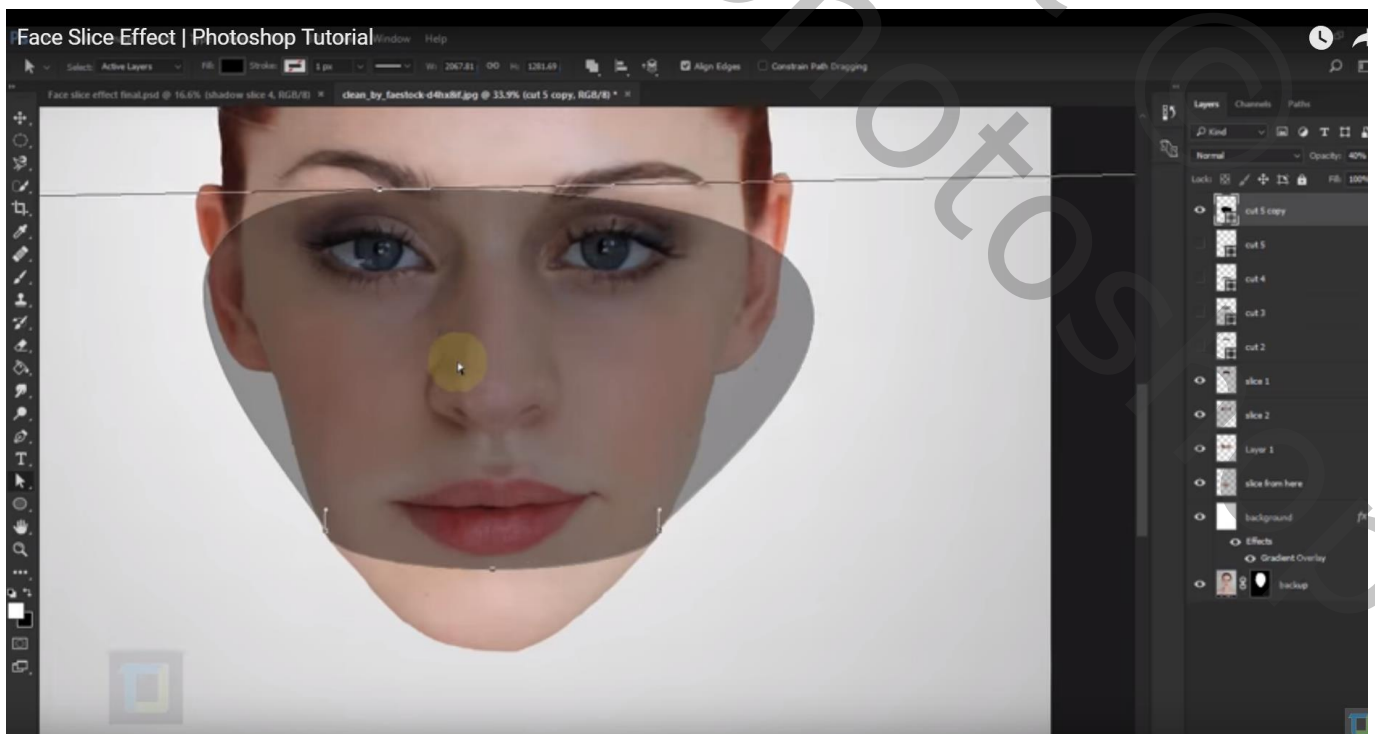 Face Slice Effect | Photoshop Tutorial
Window Help
Select: Active Layers Fill: Stroke: 1 px W: 2067.81 H: 1281.69 Align Edges Constrain Path Dragging
Face slice effect final.psd @ 16.6% (shadow slice 4, RGB/8) × clean_by_faestock-d4hxllif.jpg @ 33.9% (cut 5 copy, RGB/8) * ×
Layers Channels Paths
Kind
Normal Opacity: 40%
Lock: Fill: 100%
cut 5 copy
cut 5
cut 4
cut 3
cut 2
slice 1
slice 2
Layer 1
slice from here
background fx
Effects
Gradient Overlay
backup